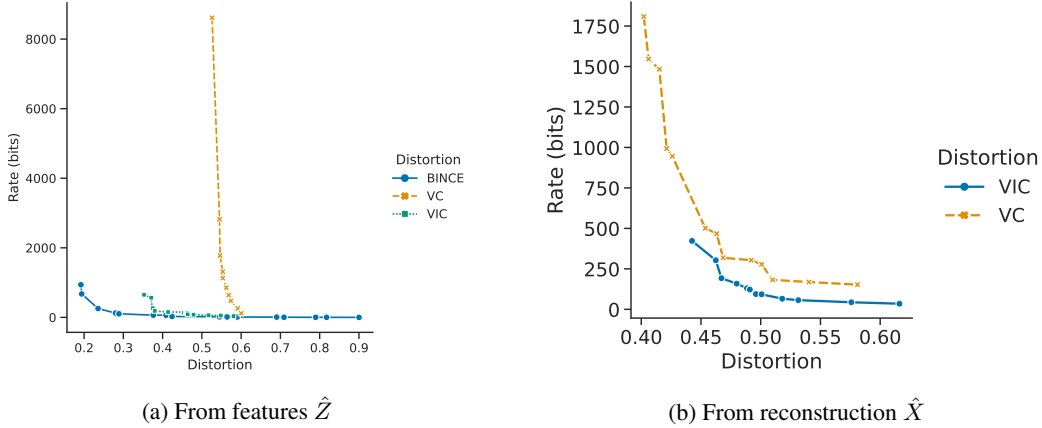 8000
6000
4000
2000
0
Rate (bits)
0.2 0.3 0.4 0.5 0.6 0.7 0.8 0.9
Distortion
Distortion
BINCE
VC
VIC
(a) From features Ẑ
1750
1500
1250
1000
750
500
250
0
Rate (bits)
0.40 0.45 0.50 0.55 0.60
Distortion
Distortion
VIC
VC
(b) From reconstruction X̂